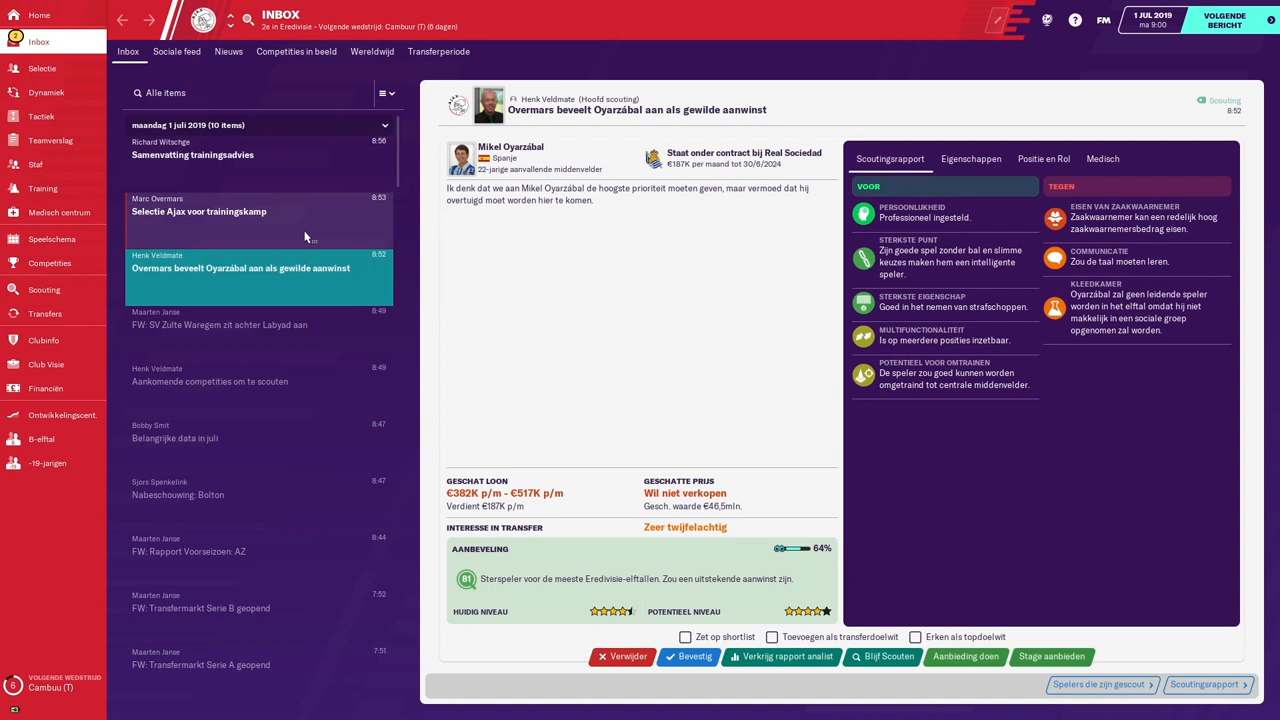 Home
2
Inbox
Selectie
Dynamiek
Tactiek
Teamverslag
Staf
Training
Medisch centrum
Speelschema
Competities
Scouting
Transfers
Clubinfo
Club Visie
Financiën
Ontwikkelingscent.
B-elftal
-19-jarigen
6
VOLGENDE WEDSTRIJD
Cambuu (T)
INBOX
2e in Eredivisie - Volgende wedstrijd: Cambuur (T) (6 dagen)
FM
1 JUL 2019
ma 9:00
VOLGENDE
BERICHT
Inbox
Sociale feed
Nieuws
Competities in beeld
Wereldwijd
Transferperiode
Alle items
maandag 1 juli 2019 (10 items)
Richard Witschge 8:56
Samenvatting trainingsadvies
Marc Overmars 8:53
Selectie Ajax voor trainingskamp
Henk Veldmate 8:52
Overmars beveelt Oyarzábal aan als gewilde aanwinst
Maarten Janse 8:49
FW: SV Zulte Waregem zit achter Labyad aan
Henk Veldmate 8:49
Aankomende competities om te scouten
Bobby Smit 8:47
Belangrijke data in juli
Sjors Spenkelink 8:47
Nabeschouwing: Bolton
Maarten Janse 8:44
FW: Rapport Voorseizoen: AZ
Maarten Janse 7:52
FW: Transfermarkt Serie B geopend
Maarten Janse 7:51
FW: Transfermarkt Serie A geopend
Henk Veldmate (Hoofd scouting)
Overmars beveelt Oyarzábal aan als gewilde aanwinst
Scouting
8:52
Mikel Oyarzábal
Spanje
22-jarige aanvallende middenvelder
Staat onder contract bij Real Sociedad
€187K per maand tot 30/6/2024
Ik denk dat we aan Mikel Oyarzábal de hoogste prioriteit moeten geven, maar vermoed dat hij
overtuigd moet worden hier te komen.
GESCHAT LOON
€382K p/m - €517K p/m
Verdient €187K p/m
GESCHATTE PRIJS
Wil niet verkopen
Gesch. waarde €46,5mln.
INTERESSE IN TRANSFER
Zeer twijfelachtig
AANBEVELING
64%
81
Sterspeler voor de meeste Eredivisie-elftallen. Zou een uitstekende aanwinst zijn.
HUIDIG NIVEAU
POTENTIEEL NIVEAU
Scoutingsrapport
Eigenschappen
Positie en Rol
Medisch
VOOR
PERSOONLIJKHEID
Professioneel ingesteld.
STERKSTE PUNT
Zijn goede spel zonder bal en slimme
keuzes maken hem een intelligente
speler.
STERKSTE EIGENSCHAP
Goed in het nemen van strafschoppen.
MULTIFUNCTIONALITEIT
Is op meerdere posities inzetbaar.
POTENTIEEL VOOR OMTRAINEN
De speler zou goed kunnen worden
omgetraind tot centrale middenvelder.
TEGEN
EISEN VAN ZAAKWAARNEMER
Zaakwaarnemer kan een redelijk hoog
zaakwaarnemersbedrag eisen.
COMMUNICATIE
Zou de taal moeten leren.
KLEEDKAMER
Oyarzábal zal geen leidende speler
worden in het elftal omdat hij niet
makkelijk in een sociale groep
opgenomen zal worden.
Zet op shortlist
Toevoegen als transferdoelwit
Erken als topdoelwit
Verwijder
Bevestig
Verkrijg rapport analist
Blijf Scouten
Aanbieding doen
Stage aanbieden
Spelers die zijn gescout
Scoutingsrapport